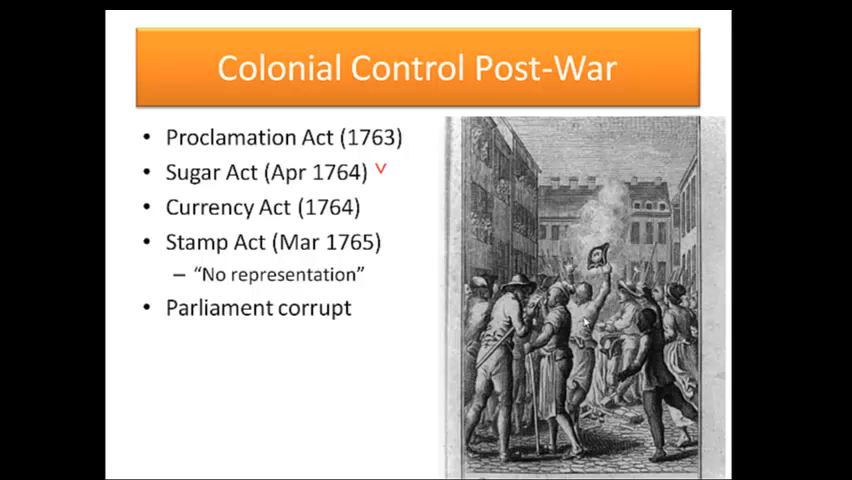 Colonial Control Post-War
• Proclamation Act (1763)
• Sugar Act (Apr 1764)
• Currency Act (1764)
• Stamp Act (Mar 1765)
– “No representation”
• Parliament corrupt